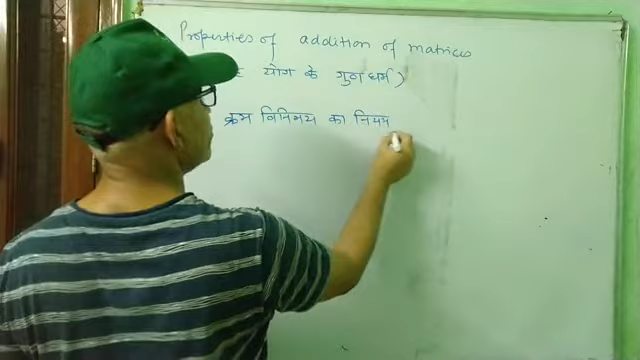 Properties of addition of matrices
योग के गुणधर्म)
क्रम विनिमय का नियम